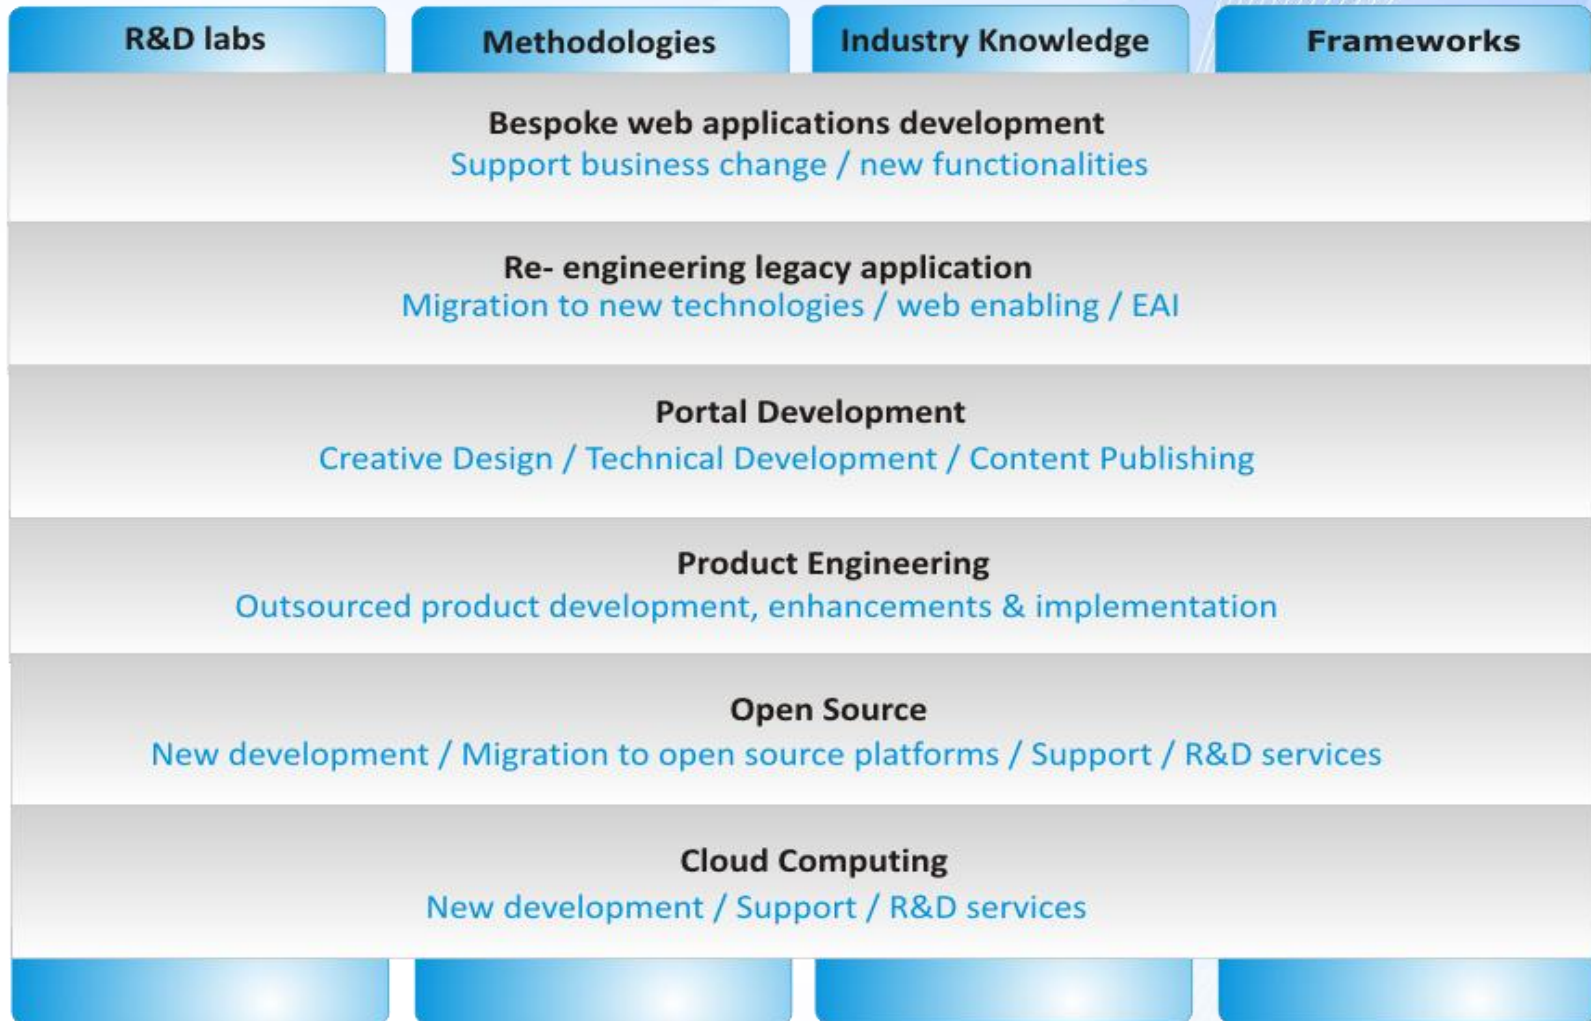 R&D labs
Methodologies
Industry Knowledge
Frameworks
Bespoke web applications development
Support business change / new functionalities
Re- engineering legacy application
Migration to new technologies / web enabling / EAI
Portal Development
Creative Design / Technical Development / Content Publishing
Product Engineering
Outsourced product development, enhancements & implementation
Open Source
New development / Migration to open source platforms / Support / R&D services
Cloud Computing
New development / Support / R&D services